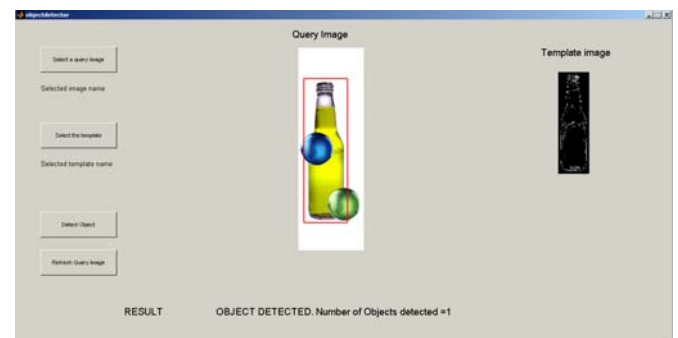 objectdetector
Query Image
Template image
Select a query image
Selected image name
Select the template
Selected template name
Detect Object
Refresh Query Image
RESULT OBJECT DETECTED. Number of Objects detected =1